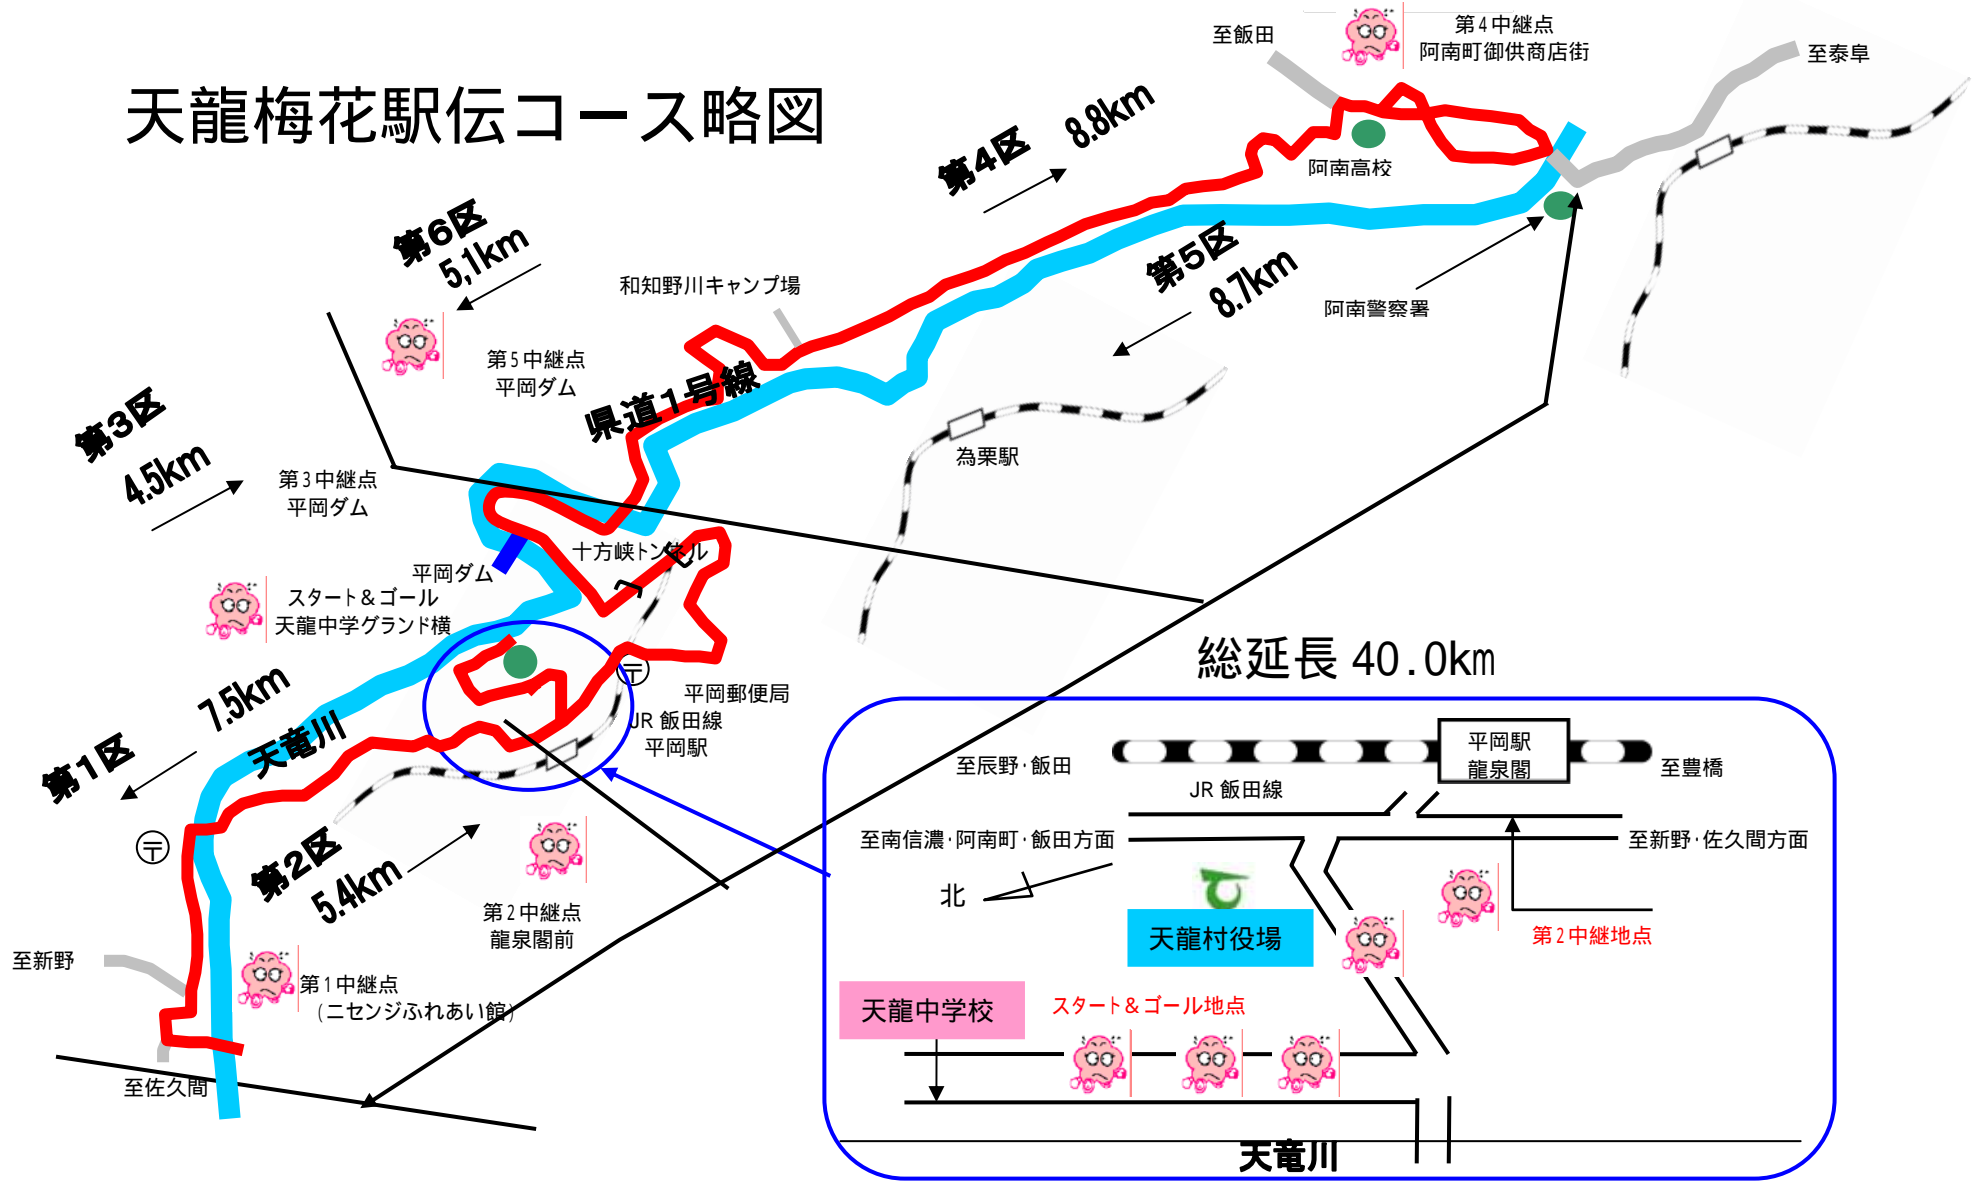 天龍梅花駅伝コース略図
至飯田
第4中継点
阿南町御供商店街
至泰阜
第4区 8.8km
阿南高校
第6区
5,1km
第5区
8.7km
和知野川キャンプ場
阿南警察署
第5中継点
平岡ダム
県道1号線
第3区
4.5km
為栗駅
第3中継点
平岡ダム
十方峡トンネル
平岡ダム
スタート&ゴール
天龍中学グランド横
〒
平岡郵便局
JR 飯田線
平岡駅
第1区 7.5km
天竜川
〒
第2区
5.4km
第2中継点
龍泉閣前
至新野
第1中継点
(ニセンジふれあい館)
至佐久間
総延長 40.0km
至辰野・飯田
平岡駅
龍泉閣
至豊橋
JR 飯田線
至南信濃・阿南町・飯田方面
至新野・佐久間方面
北
天龍村役場
第2中継地点
天龍中学校
スタート&ゴール地点
天竜川